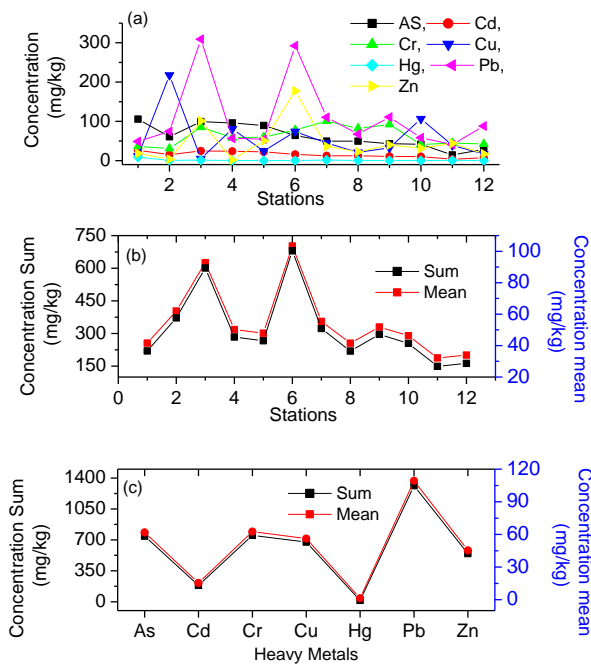 (a)
AS, Cd,
Cr, Cu,
Hg, Pb,
Zn
Concentration
(mg/kg)
300
200
100
0
2 4 6 8 10 12
Stations
(b)
Sum
Mean
Concentration Sum
(mg/kg)
750
600
450
300
150
Concentration mean
(mg/kg)
100
80
60
40
20
0 2 4 6 8 10 12
Stations
(c)
Sum
Mean
Concentration Sum
(mg/kg)
1400
1050
700
350
0
Concentration mean
(mg/kg)
120
90
60
30
0
As Cd Cr Cu Hg Pb Zn
Heavy Metals